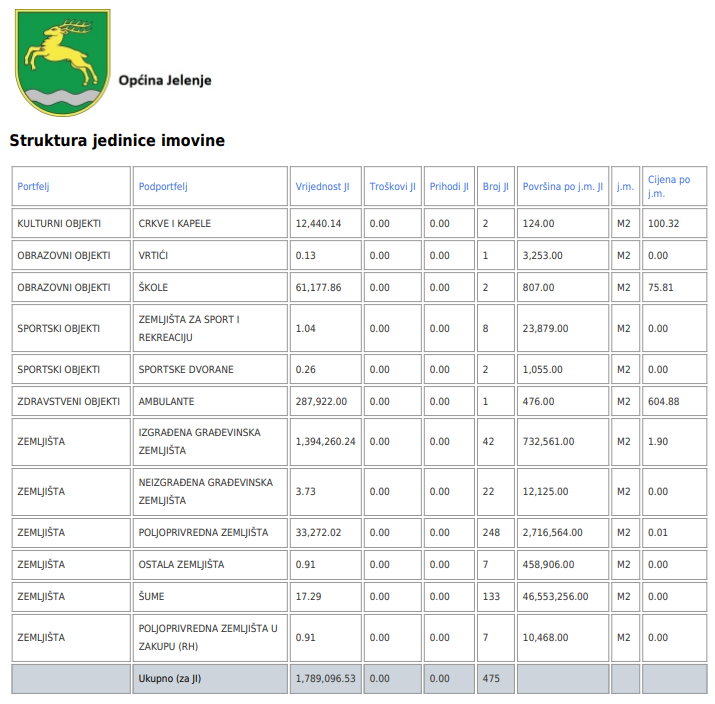 Općina Jelenje
Struktura jedinice imovine
Portfelj Podportfelj Vrijednost JI Troškovi JI Prihodi JI Broj JI Površina po j.m. JI j.m. Cijena po j.m.
KULTURNI OBJEKTI CRKVE I KAPELE 12,440.14 0.00 0.00 2 124.00 M2 100.32
OBRAZOVNI OBJEKTI VRTIĆI 0.13 0.00 0.00 1 3,253.00 M2 0.00
OBRAZOVNI OBJEKTI ŠKOLE 61,177.86 0.00 0.00 2 807.00 M2 75.81
SPORTSKI OBJEKTI ZEMLJIŠTA ZA SPORT I REKREACIJU 1.04 0.00 0.00 8 23,879.00 M2 0.00
SPORTSKI OBJEKTI SPORTSKE DVORANE 0.26 0.00 0.00 2 1,055.00 M2 0.00
ZDRAVSTVENI OBJEKTI AMBULANTE 287,922.00 0.00 0.00 1 476.00 M2 604.88
ZEMLJIŠTA IZGRAĐENA GRAĐEVINSKA ZEMLJIŠTA 1,394,260.24 0.00 0.00 42 732,561.00 M2 1.90
ZEMLJIŠTA NEIZGRAĐENA GRAĐEVINSKA ZEMLJIŠTA 3.73 0.00 0.00 22 12,125.00 M2 0.00
ZEMLJIŠTA POLJOPRIVREDNA ZEMLJIŠTA 33,272.02 0.00 0.00 248 2,716,564.00 M2 0.01
ZEMLJIŠTA OSTALA ZEMLJIŠTA 0.91 0.00 0.00 7 458,906.00 M2 0.00
ZEMLJIŠTA ŠUME 17.29 0.00 0.00 133 46,553,256.00 M2 0.00
ZEMLJIŠTA POLJOPRIVREDNA ZEMLJIŠTA U ZAKUPU (RH) 0.91 0.00 0.00 7 10,468.00 M2 0.00
Ukupno (za JI) 1,789,096.53 0.00 0.00 475